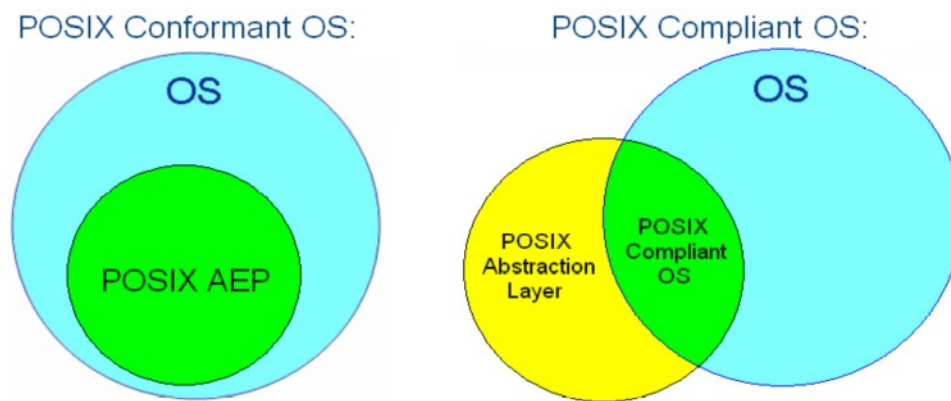 POSIX Conformant OS:
OS
POSIX AEP
POSIX Compliant OS:
OS
POSIX
Abstraction
Layer
POSIX
Compliant
OS